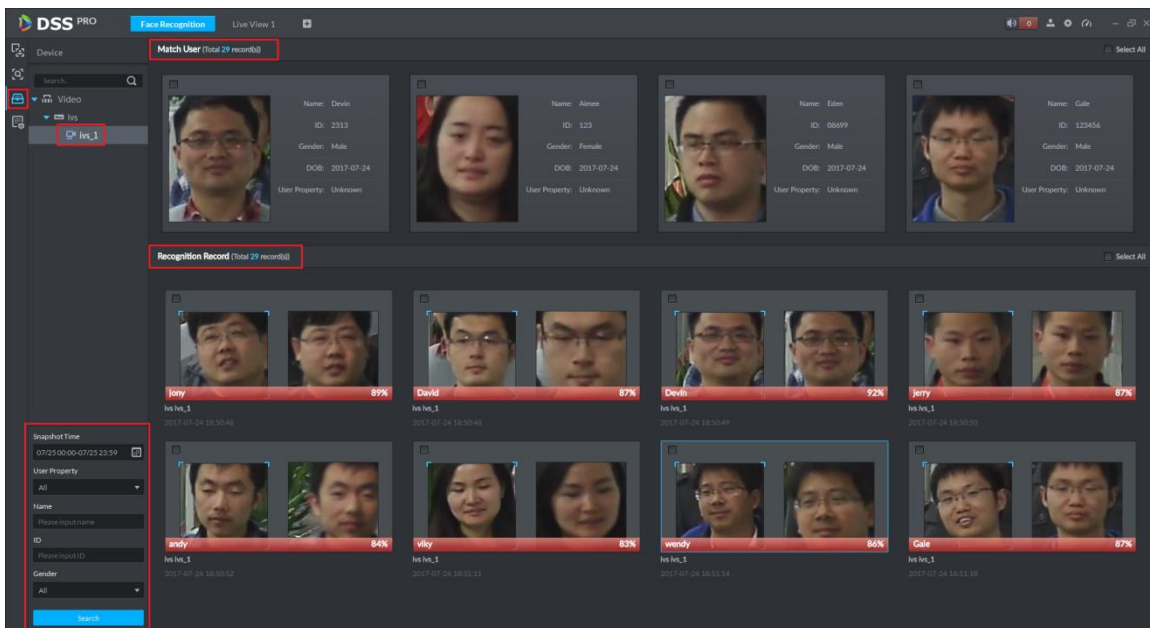 DSS PRO
Face Recognition
Live View 1
0
Device
Search...
Video
Ivs
ivs_1
Match User (Total 29 record(s))
Select All
Name: Devin
ID: 2313
Gender: Male
DOB: 2017-07-24
User Property: Unknown
Name: Aimee
ID: 123
Gender: Female
DOB: 2017-07-24
User Property: Unknown
Name: Eden
ID: 08699
Gender: Male
DOB: 2017-07-24
User Property: Unknown
Name: Gale
ID: 123456
Gender: Male
DOB: 2017-07-24
User Property: Unknown
Recognition Record (Total 29 record(s))
Select All
jony 89%
ivs ivs_1
2017-07-24 18:50:48
David 87%
ivs ivs_1
2017-07-24 18:50:48
Devin 92%
ivs ivs_1
2017-07-24 18:50:49
jerry 87%
ivs ivs_1
2017-07-24 18:50:50
andy 84%
ivs ivs_1
2017-07-24 18:50:52
viky 83%
ivs ivs_1
2017-07-24 18:51:11
wendy 86%
ivs ivs_1
2017-07-24 18:51:14
Gale 87%
ivs ivs_1
2017-07-24 18:51:18
Snapshot Time
07/25 00:00-07/25 23:59
User Property
All
Name
Please input name
ID
Please input ID
Gender
All
Search